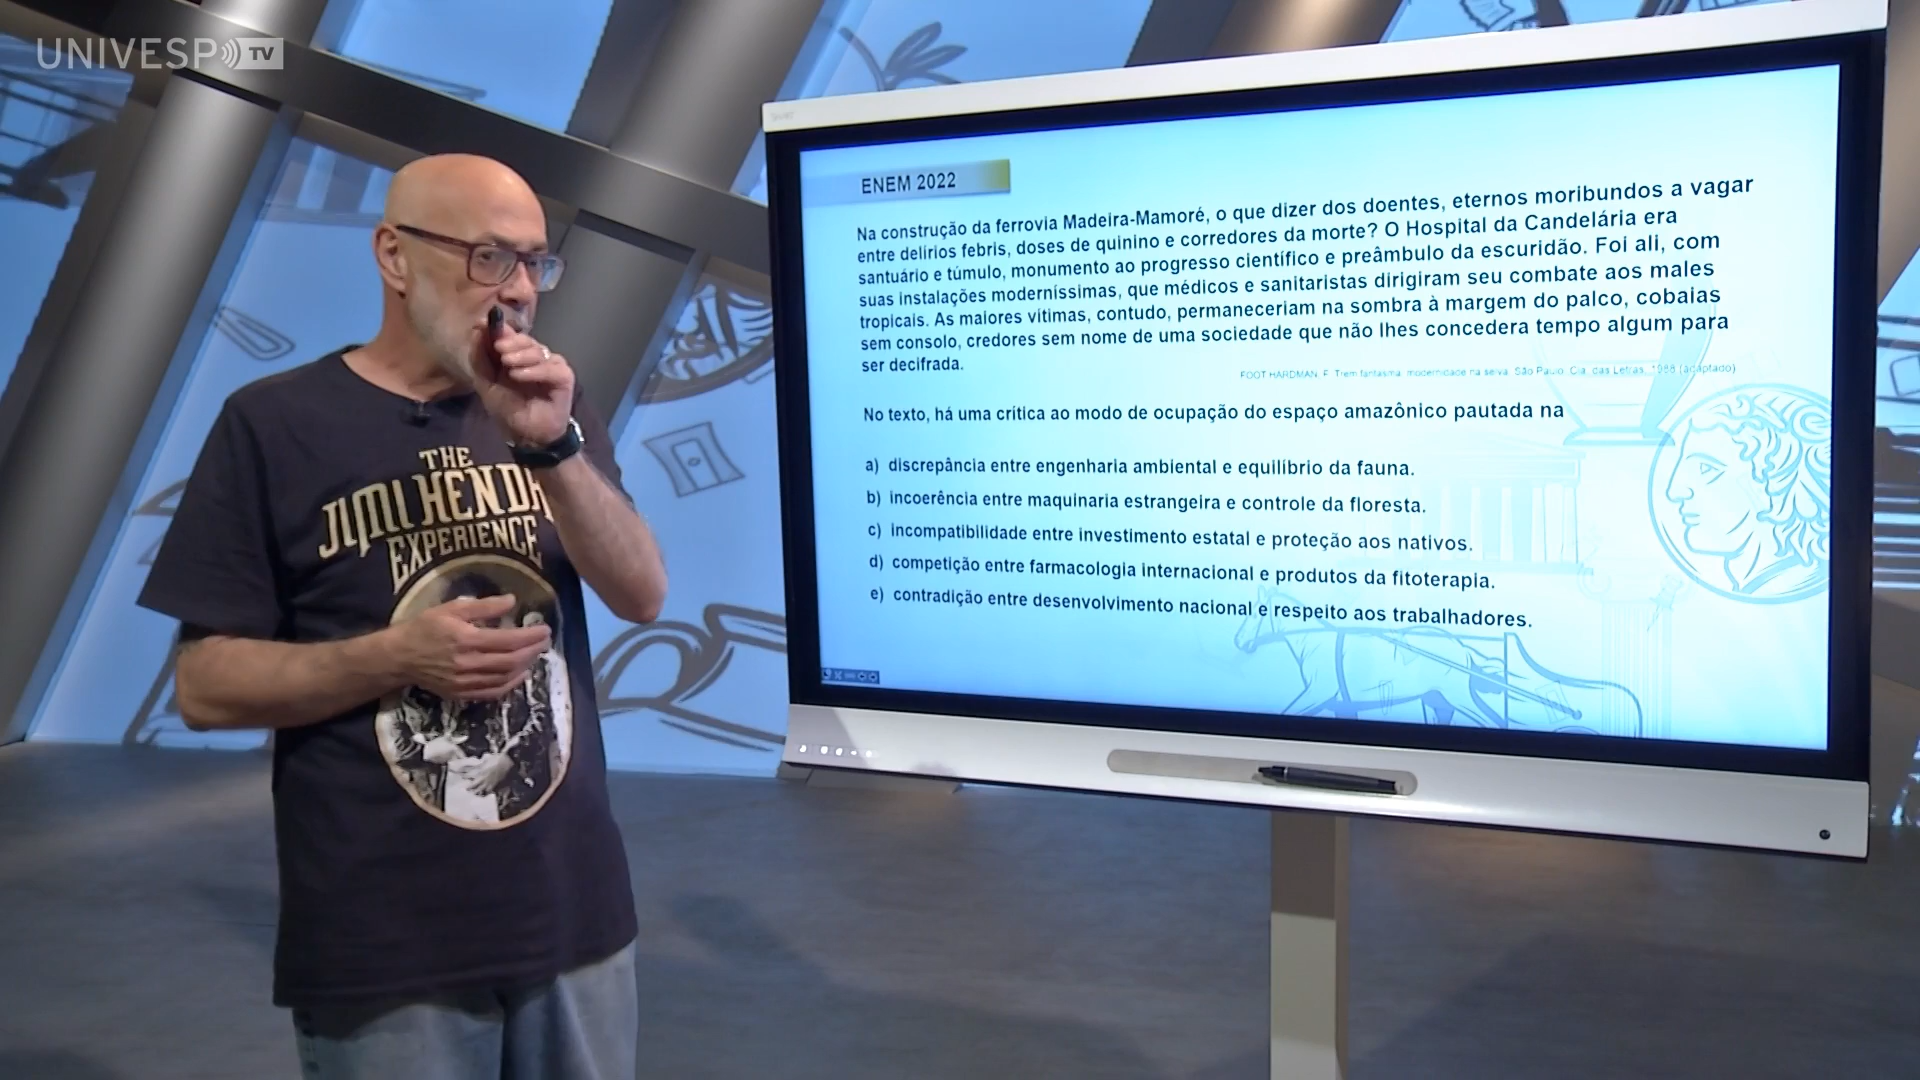 UNIVESP TV
ENEM 2022
Na construção da ferrovia Madeira-Mamoré, o que dizer dos doentes, eternos moribundos a vagar
entre delírios febris, doses de quinino e corredores da morte? O Hospital da Candelária era
santuário e túmulo, monumento ao progresso científico e preâmbulo da escuridão. Foi ali, com
suas instalações moderníssimas, que médicos e sanitaristas dirigiram seu combate aos males
tropicais. As maiores vítimas, contudo, permaneceriam na sombra à margem do palco, cobaias
sem consolo, credores sem nome de uma sociedade que não lhes concedera tempo algum para
ser decifrada.
FOOT HARDMAN, F. Trem fantasma: modernidade na selva. São Paulo: Cia. das Letras, 1988 (adaptado)
No texto, há uma crítica ao modo de ocupação do espaço amazônico pautada na
a) discrepância entre engenharia ambiental e equilíbrio da fauna.
b) incoerência entre maquinaria estrangeira e controle da floresta.
c) incompatibilidade entre investimento estatal e proteção aos nativos.
d) competição entre farmacologia internacional e produtos da fitoterapia.
e) contradição entre desenvolvimento nacional e respeito aos trabalhadores.
THE
JIMI HENDR
EXPERIENCE